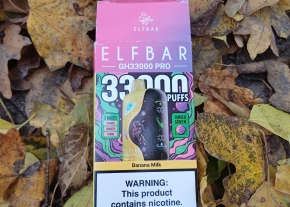 ELFBAR
ELFBAR
GH33000 PRO
33000
PUFFS
Banana Milk
WARNING:
This product
contains nicotine.